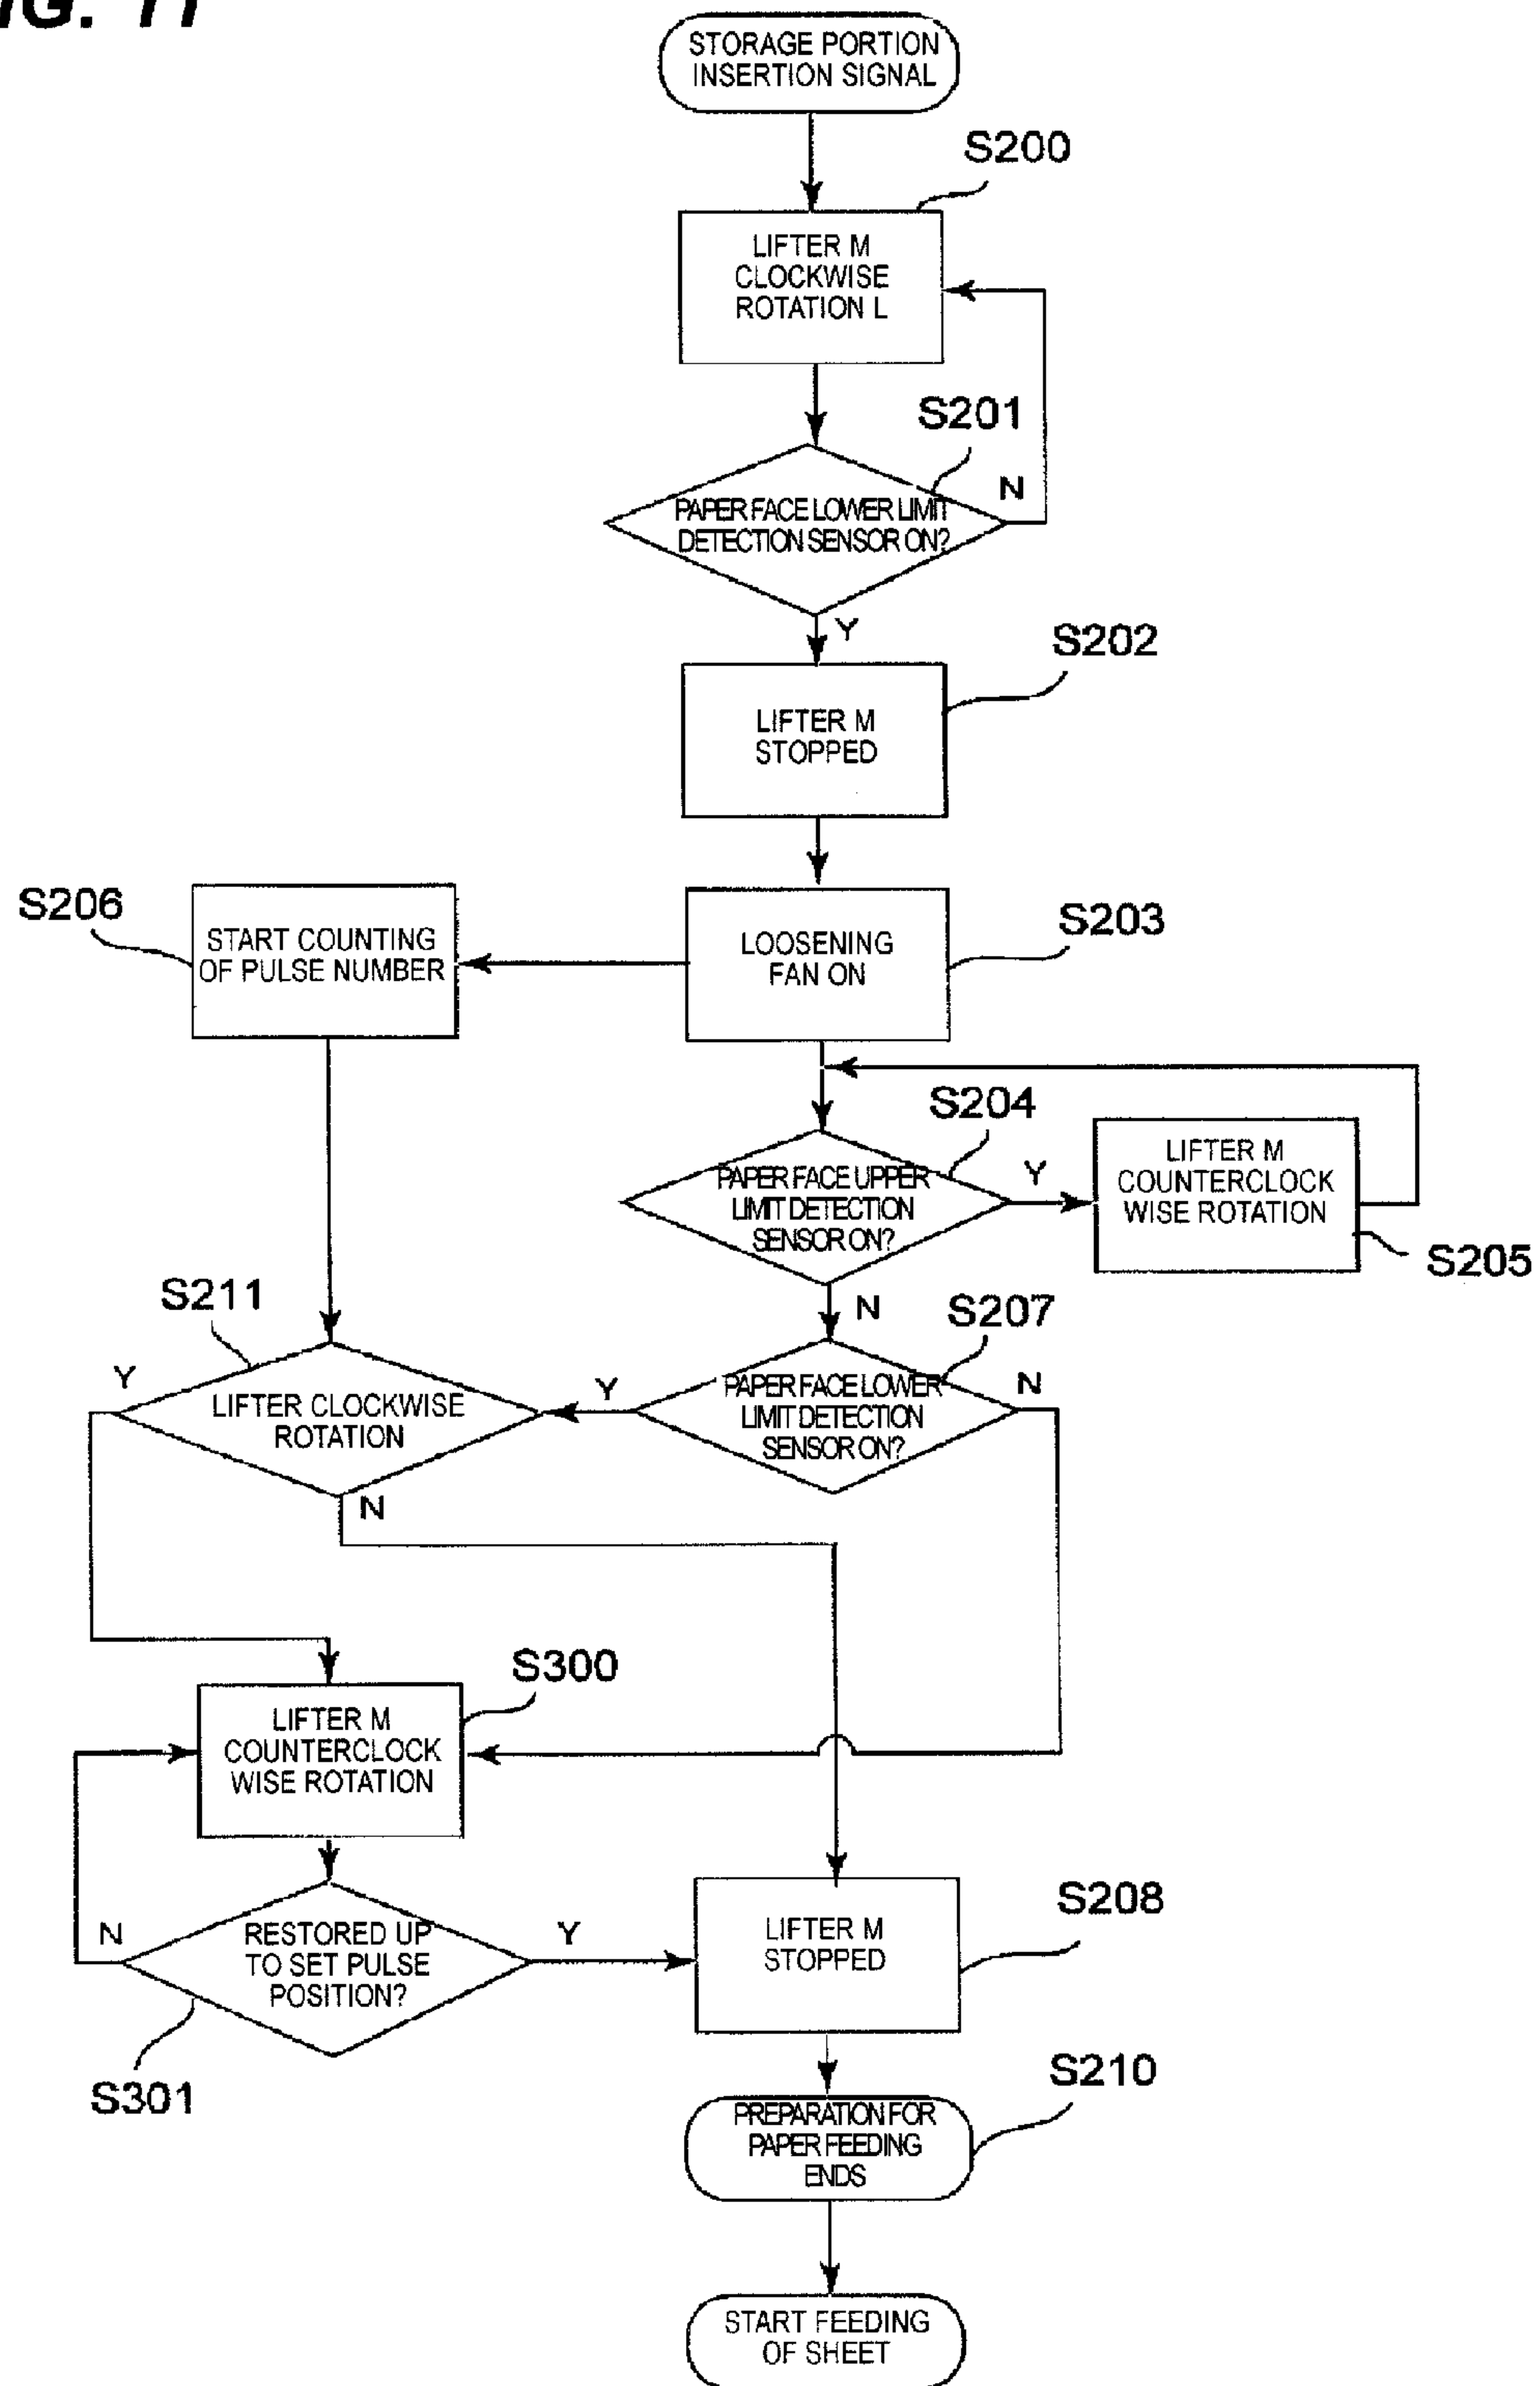 FIG. 11
STORAGE PORTION
INSERTION SIGNAL
S200
LIFTER M
CLOCKWISE
ROTATION L
S201
PAPER FACE LOWER LIMIT
DETECTION SENSOR ON?
N
Y
S202
LIFTER M
STOPPED
S206
START COUNTING
OF PULSE NUMBER
S203
LOOSENING
FAN ON
S204
PAPER FACE UPPER
LIMIT DETECTION
SENSOR ON?
Y
LIFTER M
COUNTERCLOCK
WISE ROTATION
S205
N
S211
Y
LIFTER CLOCKWISE
ROTATION
N
Y
S207
PAPER FACE LOWER
LIMIT DETECTION
SENSOR ON?
N
S300
LIFTER M
COUNTERCLOCK
WISE ROTATION
N
RESTORED UP
TO SET PULSE
POSITION?
Y
S301
S208
LIFTER M
STOPPED
S210
PREPARATION FOR
PAPER FEEDING
ENDS
START FEEDING
OF SHEET